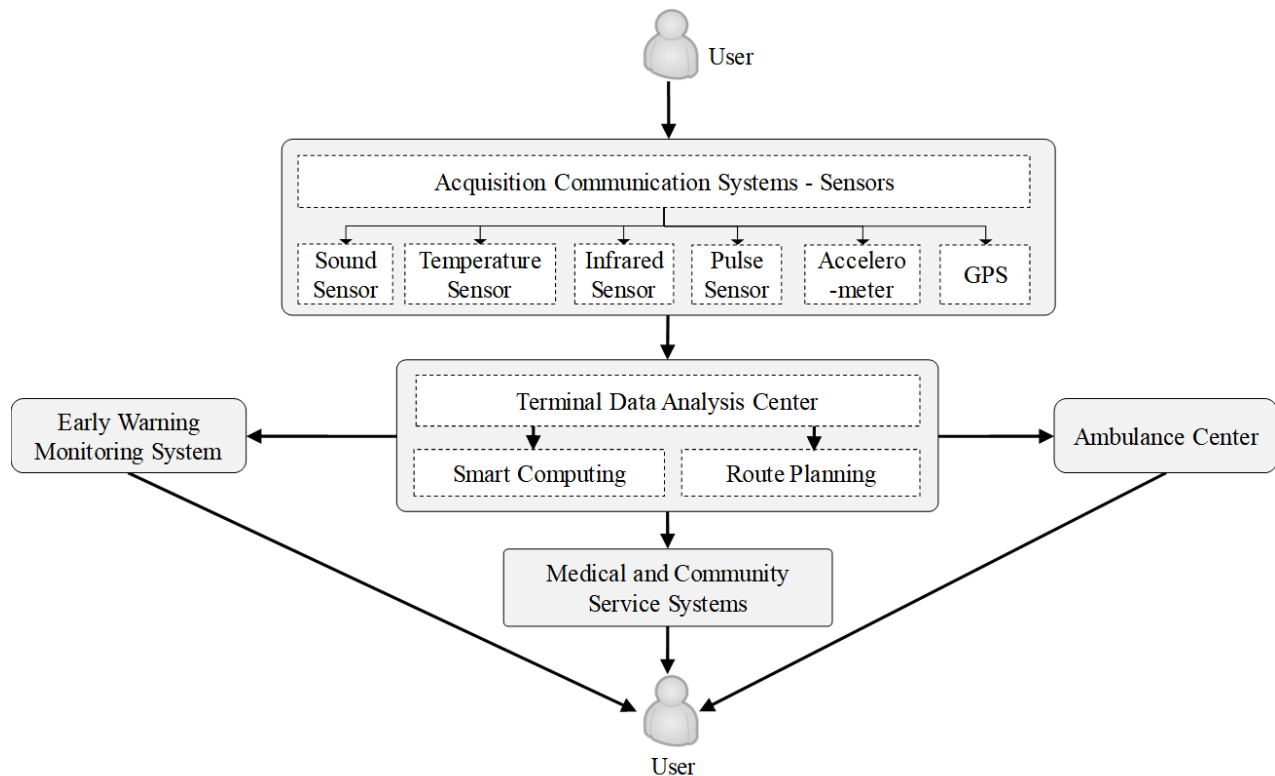 User
Acquisition Communication Systems - Sensors
Sound
Sensor
Temperature
Sensor
Infrared
Sensor
Pulse
Sensor
Accelero
-meter
GPS
Terminal Data Analysis Center
Smart Computing
Route Planning
Early Warning
Monitoring System
Ambulance Center
Medical and Community
Service Systems
User